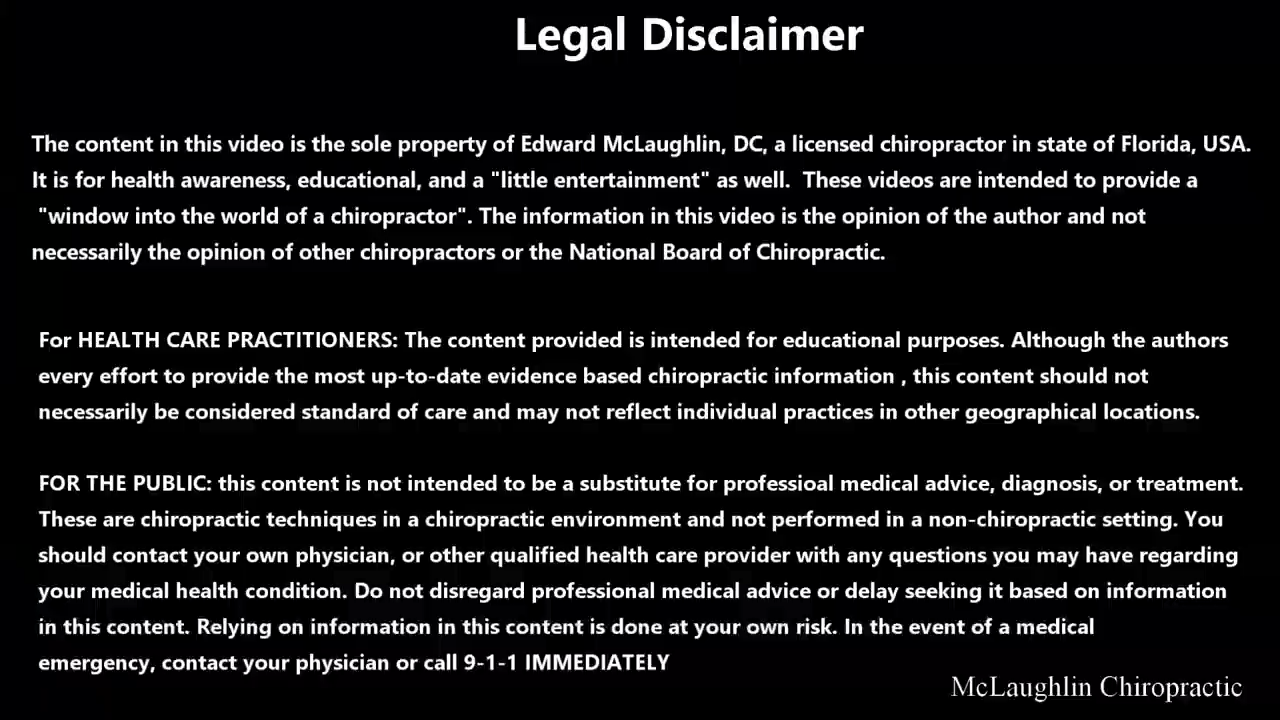 Legal Disclaimer
The content in this video is the sole property of Edward McLaughlin, DC, a licensed chiropractor in state of Florida, USA.
It is for health awareness, educational, and a "little entertainment" as well. These videos are intended to provide a
"window into the world of a chiropractor". The information in this video is the opinion of the author and not
necessarily the opinion of other chiropractors or the National Board of Chiropractic.
For HEALTH CARE PRACTITIONERS: The content provided is intended for educational purposes. Although the authors
every effort to provide the most up-to-date evidence based chiropractic information , this content should not
necessarily be considered standard of care and may not reflect individual practices in other geographical locations.
FOR THE PUBLIC: this content is not intended to be a substitute for professioal medical advice, diagnosis, or treatment.
These are chiropractic techniques in a chiropractic environment and not performed in a non-chiropractic setting. You
should contact your own physician, or other qualified health care provider with any questions you may have regarding
your medical health condition. Do not disregard professional medical advice or delay seeking it based on information
in this content. Relying on information in this content is done at your own risk. In the event of a medical
emergency, contact your physician or call 9-1-1 IMMEDIATELY
McLaughlin Chiropractic